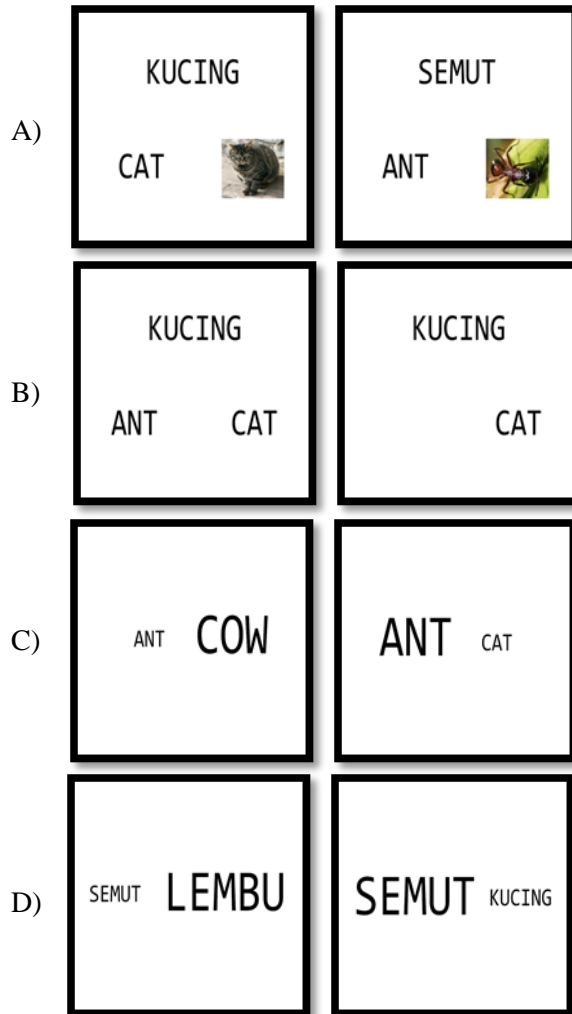 A)
KUCING
CAT
SEMUT
ANT
B)
KUCING
ANT CAT
KUCING
CAT
C)
ANT COW
ANT CAT
D)
SEMUT LEMBU
SEMUT KUCING